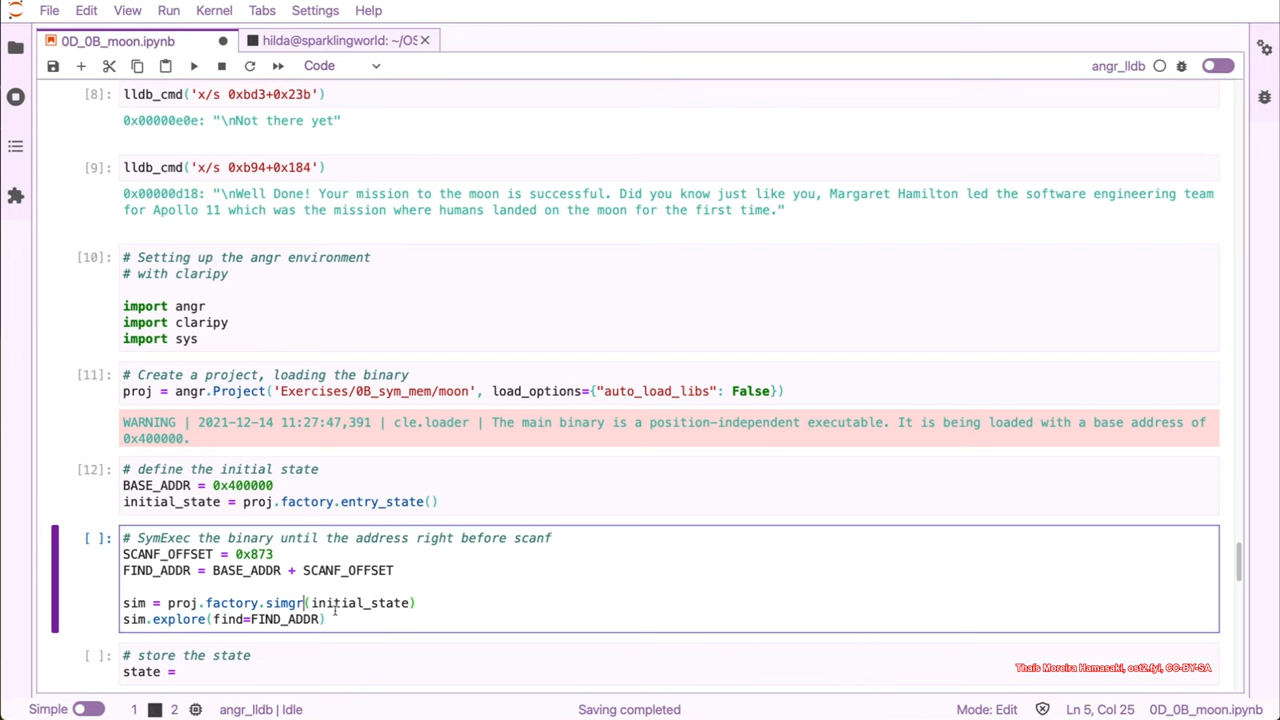 File Edit View Run Kernel Tabs Settings Help
0D_0B_moon.ipynb
hilda@sparklingworld: ~/OS
Code
angr_lldb
[8]: lldb_cmd('x/s 0xbd3+0x23b')
0x00000e0e: "\nNot there yet"
[9]: lldb_cmd('x/s 0xb94+0x184')
0x00000d18: "\nWell Done! Your mission to the moon is successful. Did you know just like you, Margaret Hamilton led the software engineering team
for Apollo 11 which was the mission where humans landed on the moon for the first time."
[10]: # Setting up the angr environment
# with claripy
import angr
import claripy
import sys
[11]: # Create a project, loading the binary
proj = angr.Project('Exercises/0B_sym_mem/moon', load_options={"auto_load_libs": False})
WARNING | 2021-12-14 11:27:47,391 | cle.loader | The main binary is a position-independent executable. It is being loaded with a base address of
0x400000.
[12]: # define the initial state
BASE_ADDR = 0x400000
initial_state = proj.factory.entry_state()
[ ]: # SymExec the binary until the address right before scanf
SCANF_OFFSET = 0x873
FIND_ADDR = BASE_ADDR + SCANF_OFFSET
sim = proj.factory.simgr(initial_state)
sim.explore(find=FIND_ADDR)
[ ]: # store the state
state =
Thais Moreira Hamasaki, ost2.fyi, CC-BY-SA
Simple 1 2 angr_lldb | Idle Saving completed Mode: Edit Ln 5, Col 25 0D_0B_moon.ipynb